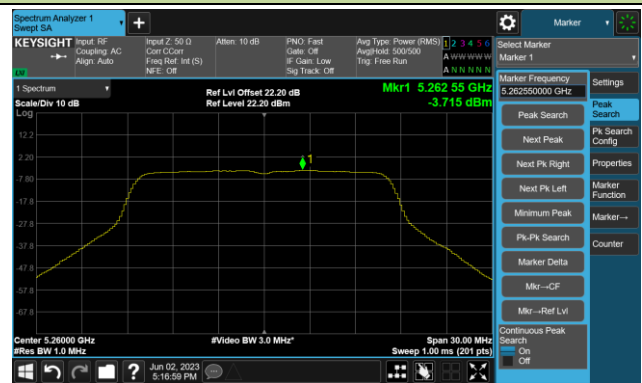 Spectrum Analyzer 1
Swept SA
+
Marker
KEYSIGHT
Input: RF
Coupling: AC
Align: Auto
Input Z: 50 Ω
Corr CCorr
Freq Ref: Int (S)
NFE: Off
Atten: 10 dB
PNO: Fast
Gate: Off
IF Gain: Low
Sig Track: Off
Avg Type: Power (RMS)
Avg|Hold: 500/500
Trig: Free Run
1 2 3 4 5 6
A W W W W W
A N N N N N
LXI
Select Marker
Marker 1
1 Spectrum
Scale/Div 10 dB
Log
Ref Lvl Offset 22.20 dB
Ref Level 22.20 dBm
Mkr1 5.262 55 GHz
-3.715 dBm
12.2
2.20
-7.80
-17.8
-27.8
-37.8
-47.8
-57.8
-67.8
1
Center 5.26000 GHz
#Res BW 1.0 MHz
#Video BW 3.0 MHz*
Span 30.00 MHz
Sweep 1.00 ms (201 pts)
Marker Frequency
5.262550000 GHz
Peak Search
Next Peak
Next Pk Right
Next Pk Left
Minimum Peak
Pk-Pk Search
Marker Delta
Mkr→CF
Mkr→Ref Lvl
Continuous Peak
Search
On
Off
Settings
Peak
Search
Pk Search
Config
Properties
Marker
Function
Marker→
Counter
?
Jun 02, 2023
5:16:59 PM